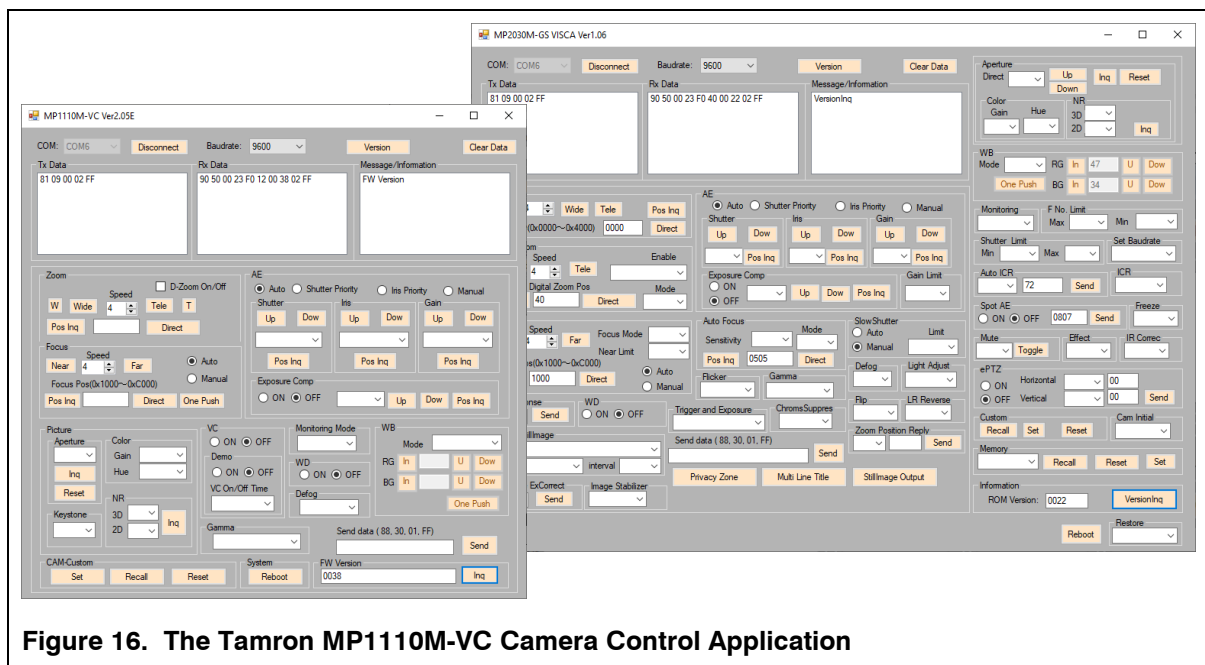 MP2030M-GS VISCA Ver1.06
COM: COM6 Disconnect Baudrate: 9600 Version Clear Data
Tx Data Rx Data Message/Information
81 09 00 02 FF 90 50 00 23 F0 40 00 22 02 FF VersionInq
Aperture
Direct Up Inq Reset
Down
Color NR
Gain Hue 3D
2D Inq
WB
Mode RG In 47 U Dow
One Push BG In 34 U Dow
Monitoring F No. Limit
Max Min
Shutter Limit Set Baudrate
Min Max
Auto ICR ICR
72 Send
Spot AE Freeze
ON OFF 0807 Send
Mute Effect IR Correc
Toggle
ePTZ
ON Horizontal 00
OFF Vertical 00 Send
Custom Cam Initial
Recall Set Reset
Memory
Recall Reset Set
Infomation
ROM Version: 0022 VersionInq
Restore
Reboot
Wide Tele Pos Inq
(0x0000~0x4000) 0000 Direct
om
Speed Enable
4 Tele
Digital Zoom Pos Mode
40 Direct
Speed Focus Mode
Far
Near Limit
s(0x1000~0xC000) Auto
1000 Direct Manual
onse WD
Send ON OFF
tillImage
interval
ExCorrect Image Stabilizer
Send
AE
Auto Shutter Priority Iris Priority Manual
Shutter Iris Gain
Up Dow Up Dow Up Dow
Pos Inq Pos Inq Pos Inq
Exposure Comp Gain Limit
ON
OFF Up Dow Pos Inq
Auto Focus
Sensitivity Mode
Pos Inq 0505 Direct
SlowShutter
Auto Limit
Manual
Flicker Gamma
Defog Light Adjust
Trigger and Exposure ChromsSuppres
Flip LR Reverse
Send data ( 88, 30, 01, FF)
Send
Zoom Position Reply
Send
Privacy Zone Multi Line Title StillImage Output
MP1110M-VC Ver2.05E
COM: COM6 Disconnect Baudrate: 9600 Version Clear Data
Tx Data Rx Data Message/Information
81 09 00 02 FF 90 50 00 23 F0 12 00 38 02 FF FW Version
Zoom
D-Zoom On/Off
Speed
W Wide 4 Tele T
Pos Inq Direct
Focus
Speed
Near 4 Far Auto
Focus Pos(0x1000~0xC000) Manual
Pos Inq Direct One Push
AE
Auto Shutter Priority Iris Priority Manual
Shutter Iris Gain
Up Dow Up Dow Up Dow
Pos Inq Pos Inq Pos Inq
Exposure Comp
ON OFF Up Dow Pos Inq
Picture
Aperture Color
Gain
Inq Hue
Reset
NR
Keystone 3D
2D Inq
VC
ON OFF
Demo
ON OFF
VC On/Off Time
Monitoring Mode
WD
ON OFF
Defog
WB
Mode
RG In U Dow
BG In U Dow
One Push
Gamma Send data ( 88, 30, 01, FF)
Send
CAM-Custom System FW Version
Set Recall Reset Reboot 0038 Inq
Figure 16. The Tamron MP1110M-VC Camera Control Application